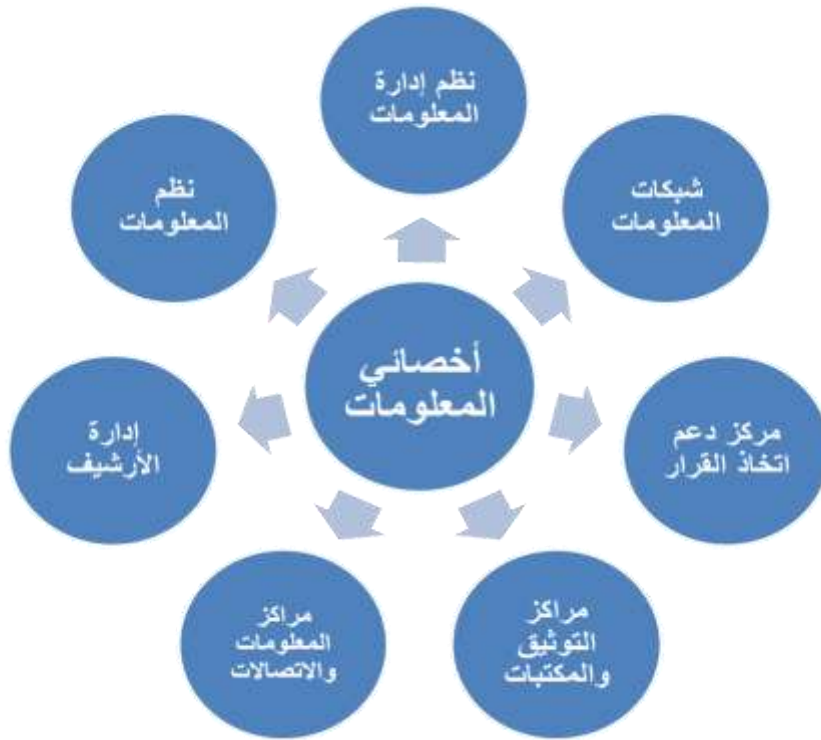 نظم إدارة
المعلومات
شبكات
المعلومات
مركز دعم
اتخاذ القرار
مراكز
التوثيق
والمكتبات
مراكز
المعلومات
والاتصالات
إدارة
الأرشيف
نظم
المعلومات
أخصائي
المعلومات